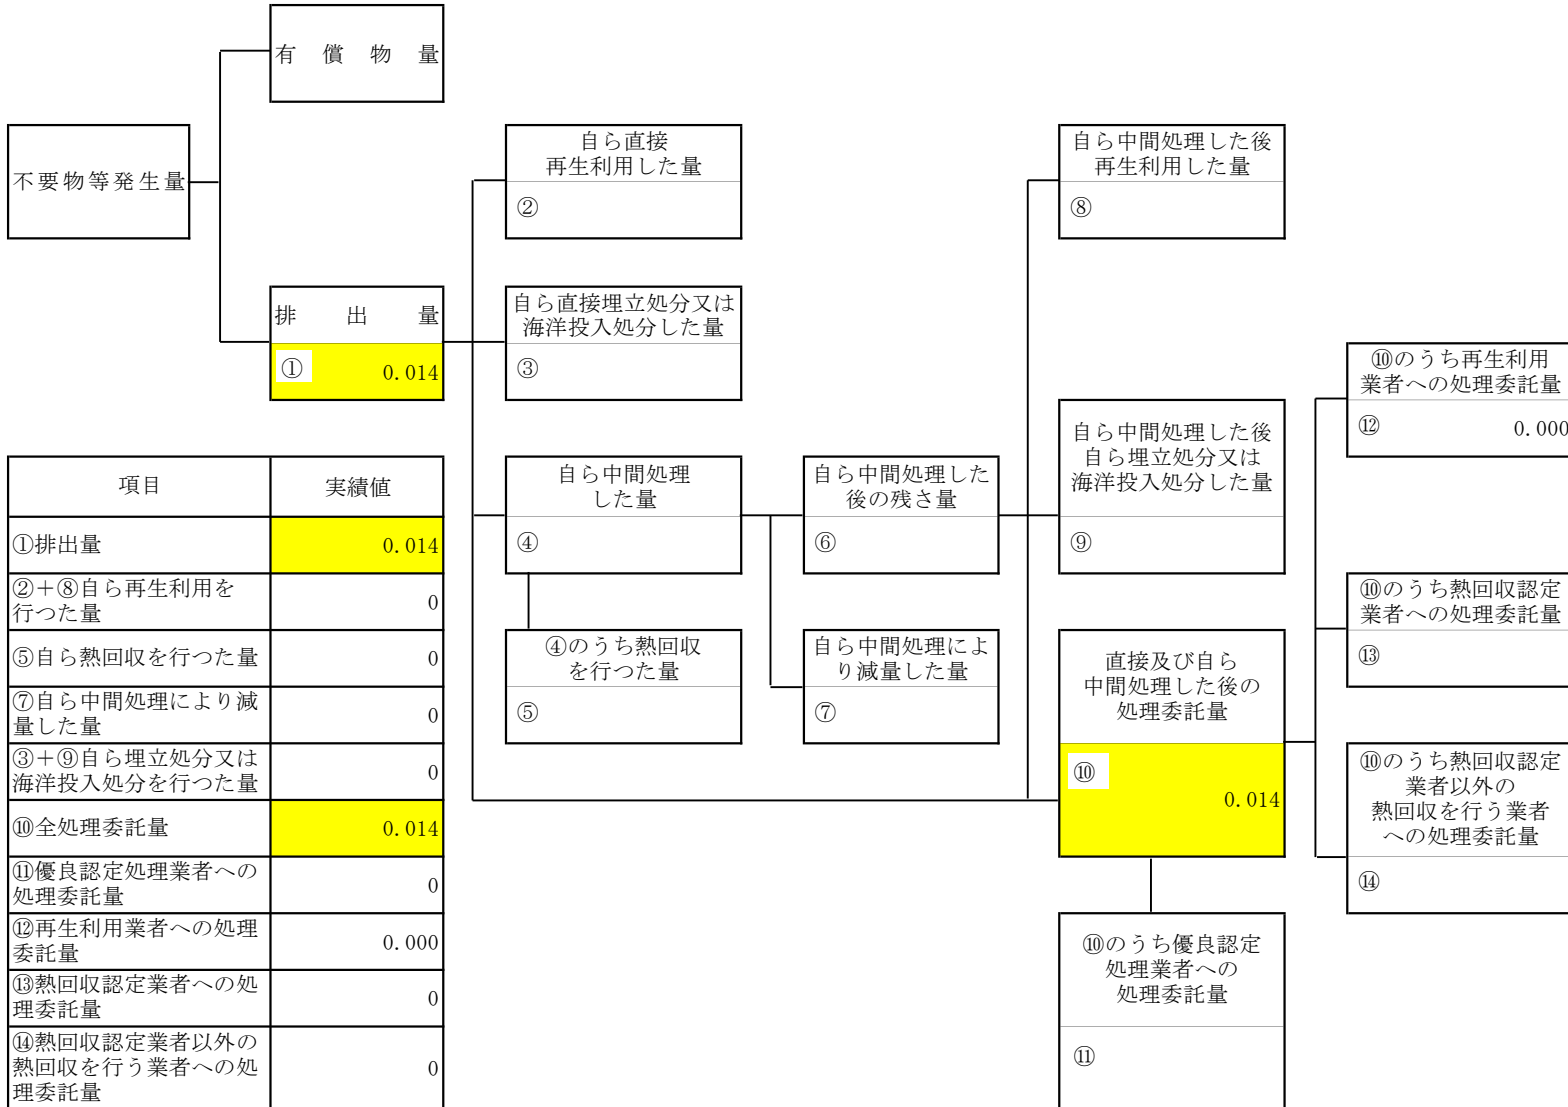 有償物量
不要物等発生量
排出量
① 0.014
自ら直接
再生利用した量
②
自ら直接埋立処分又は
海洋投入処分した量
③
自ら中間処理
した量
④
④のうち熱回収
を行つた量
⑤
自ら中間処理した
後の残さ量
⑥
自ら中間処理によ
り減量した量
⑦
自ら中間処理した後
再生利用した量
⑧
自ら中間処理した後
自ら埋立処分又は
海洋投入処分した量
⑨
直接及び自ら
中間処理した後の
処理委託量
⑩
0.014
⑩のうち優良認定
処理業者への
処理委託量
⑪
⑩のうち再生利用
業者への処理委託量
⑫ 0.000
⑩のうち熱回収認定
業者への処理委託量
⑬
⑩のうち熱回収認定
業者以外の
熱回収を行う業者
への処理委託量
⑭
項目 実績値
①排出量 0.014
②+⑧自ら再生利用を
行つた量 0
⑤自ら熱回収を行つた量 0
⑦自ら中間処理により減
量した量 0
③+⑨自ら埋立処分又は
海洋投入処分を行つた量 0
⑩全処理委託量 0.014
⑪優良認定処理業者への
処理委託量 0
⑫再生利用業者への処理
委託量 0.000
⑬熱回収認定業者への処
理委託量 0
⑭熱回収認定業者以外の
熱回収を行う業者への処
理委託量 0